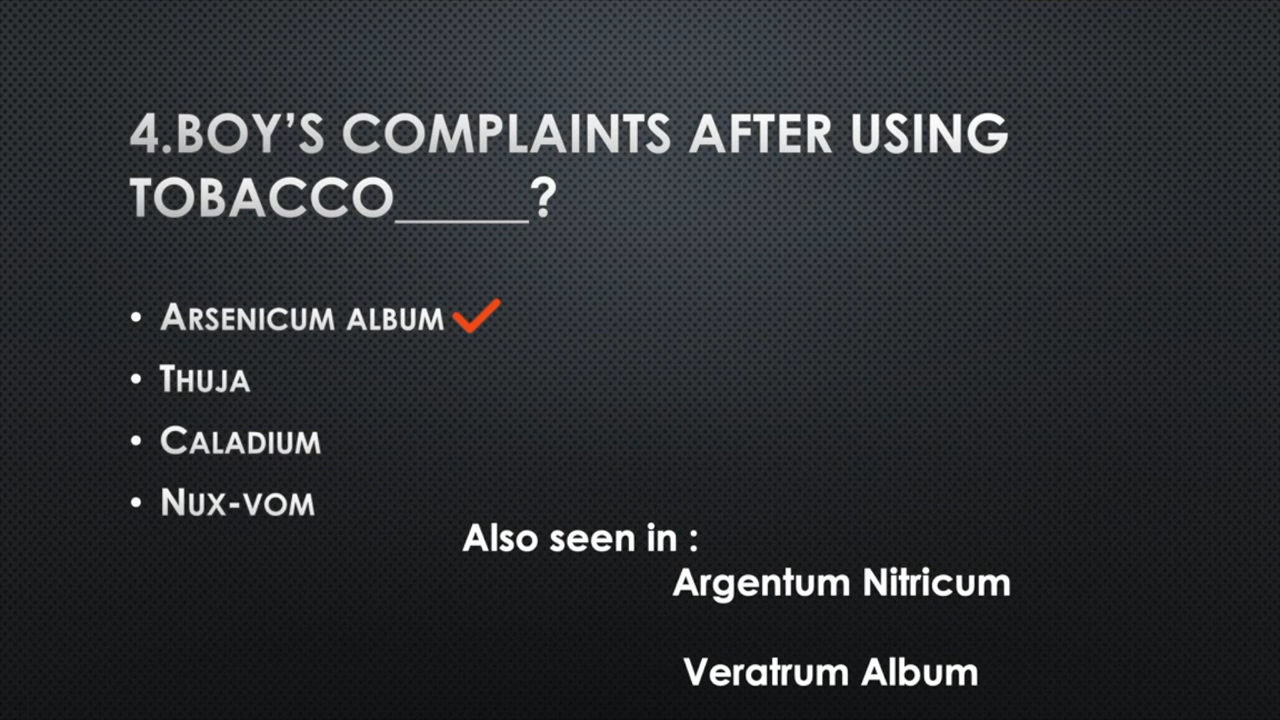 4.BOY’S COMPLAINTS AFTER USING
TOBACCO_____?
• ARSENICUM ALBUM
• THUJA
• CALADIUM
• NUX-VOM
Also seen in :
Argentum Nitricum
Veratrum Album